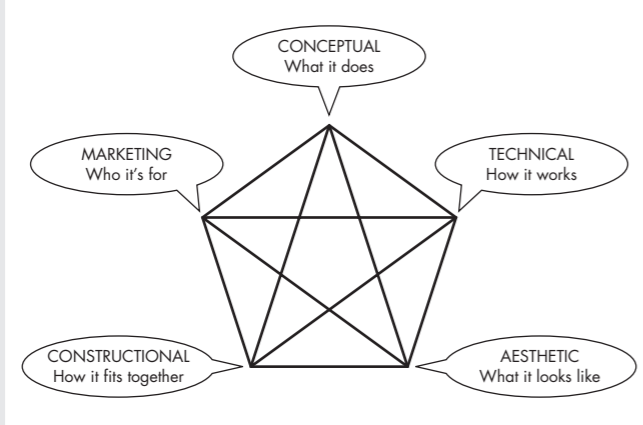 CONCEPTUAL
What it does
MARKETING
Who it's for
TECHNICAL
How it works
CONSTRUCTIONAL
How it fits together
AESTHETIC
What it looks like